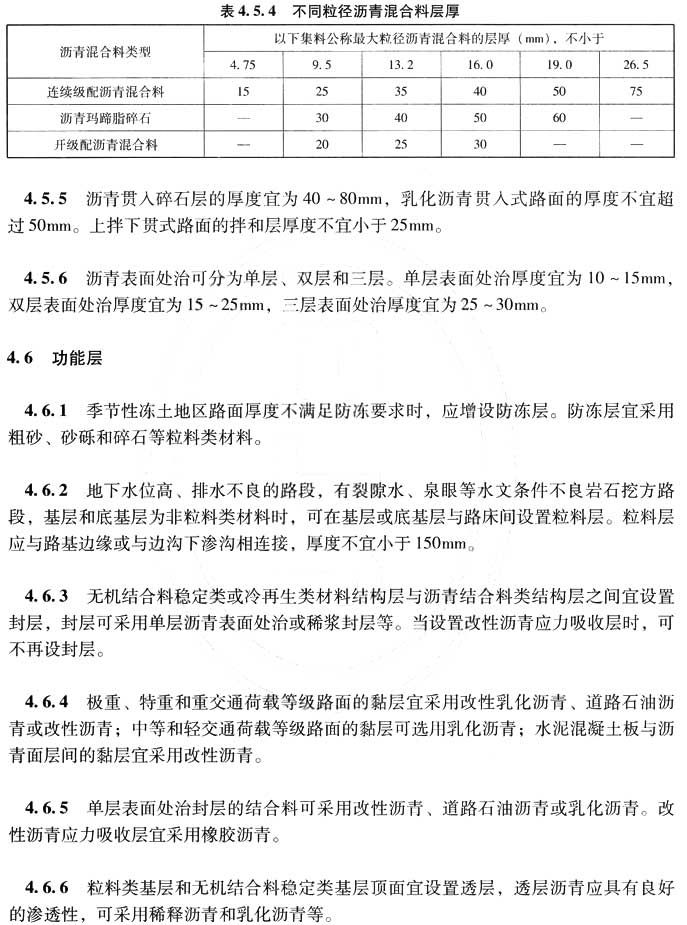 表 4.5.4 不同粒径沥青混合料层厚
沥青混合料类型 以下集料公称最大粒径沥青混合料的层厚（mm），不小于
4.75 9.5 13.2 16.0 19.0 26.5
连续级配沥青混合料 15 25 35 40 50 75
沥青玛蹄脂碎石 — 30 40 50 60 —
开级配沥青混合料 — 20 25 30 — —
4.5.5 沥青贯入碎石层的厚度宜为 40～80mm，乳化沥青贯入式路面的厚度不宜超
过 50mm。上拌下贯式路面的拌和层厚度不宜小于 25mm。
4.5.6 沥青表面处治可分为单层、双层和三层。单层表面处治厚度宜为 10～15mm，
双层表面处治厚度宜为 15～25mm，三层表面处治厚度宜为 25～30mm。
4.6 功能层
4.6.1 季节性冻土地区路面厚度不满足防冻要求时，应增设防冻层。防冻层宜采用
粗砂、砂砾和碎石等粒料类材料。
4.6.2 地下水位高、排水不良的路段，有裂隙水、泉眼等水文条件不良岩石挖方路
段，基层和底基层为非粒料类材料时，可在基层或底基层与路床间设置粒料层。粒料层
应与路基边缘或与边沟下渗沟相连接，厚度不宜小于 150mm。
4.6.3 无机结合料稳定类或冷再生类材料结构层与沥青结合料类结构层之间宜设置
封层，封层可采用单层沥青表面处治或稀浆封层等。当设置改性沥青应力吸收层时，可
不再设封层。
4.6.4 极重、特重和重交通荷载等级路面的黏层宜采用改性乳化沥青、道路石油沥
青或改性沥青；中等和轻交通荷载等级路面的黏层可选用乳化沥青；水泥混凝土板与沥
青面层间的黏层宜采用改性沥青。
4.6.5 单层表面处治封层的结合料可采用改性沥青、道路石油沥青或乳化沥青。改
性沥青应力吸收层宜采用橡胶沥青。
4.6.6 粒料类基层和无机结合料稳定类基层顶面宜设置透层，透层沥青应具有良好
的渗透性，可采用稀释沥青和乳化沥青等。